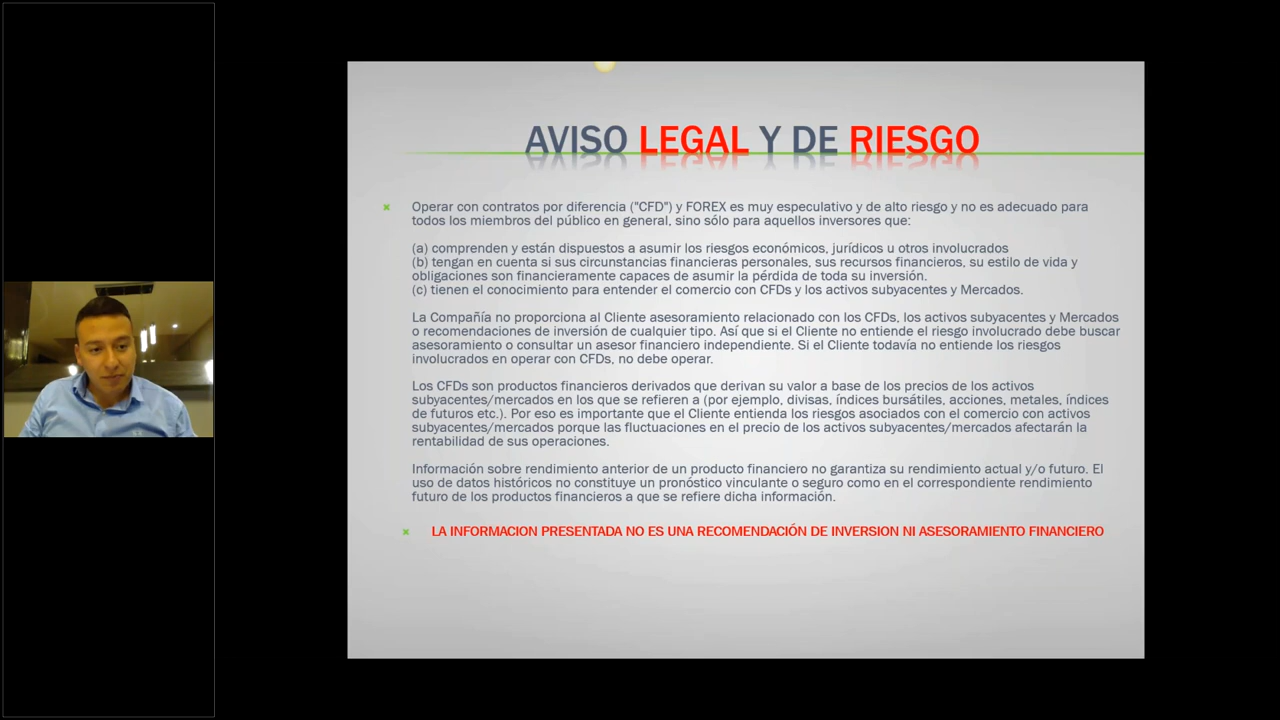 AVISO LEGAL Y DE RIESGO
Operar con contratos por diferencia ("CFD") y FOREX es muy especulativo y de alto riesgo y no es adecuado para
todos los miembros del público en general, sino sólo para aquellos inversores que:
(a) comprenden y están dispuestos a asumir los riesgos económicos, jurídicos u otros involucrados
(b) tengan en cuenta si sus circunstancias financieras personales, sus recursos financieros, su estilo de vida y
obligaciones son financieramente capaces de asumir la pérdida de toda su inversión.
(c) tienen el conocimiento para entender el comercio con CFDs y los activos subyacentes y Mercados.
La Compañía no proporciona al Cliente asesoramiento relacionado con los CFDs, los activos subyacentes y Mercados
o recomendaciones de inversión de cualquier tipo. Así que si el Cliente no entiende el riesgo involucrado debe buscar
asesoramiento o consultar un asesor financiero independiente. Si el Cliente todavía no entiende los riesgos
involucrados en operar con CFDs, no debe operar.
Los CFDs son productos financieros derivados que derivan su valor a base de los precios de los activos
subyacentes/mercados en los que se refieren a (por ejemplo, divisas, índices bursátiles, acciones, metales, índices
de futuros etc.). Por eso es importante que el Cliente entienda los riesgos asociados con el comercio con activos
subyacentes/mercados porque las fluctuaciones en el precio de los activos subyacentes/mercados afectarán la
rentabilidad de sus operaciones.
Información sobre rendimiento anterior de un producto financiero no garantiza su rendimiento actual y/o futuro. El
uso de datos históricos no constituye un pronóstico vinculante o seguro como en el correspondiente rendimiento
futuro de los productos financieros a que se refiere dicha información.
LA INFORMACION PRESENTADA NO ES UNA RECOMENDACIÓN DE INVERSION NI ASESORAMIENTO FINANCIERO